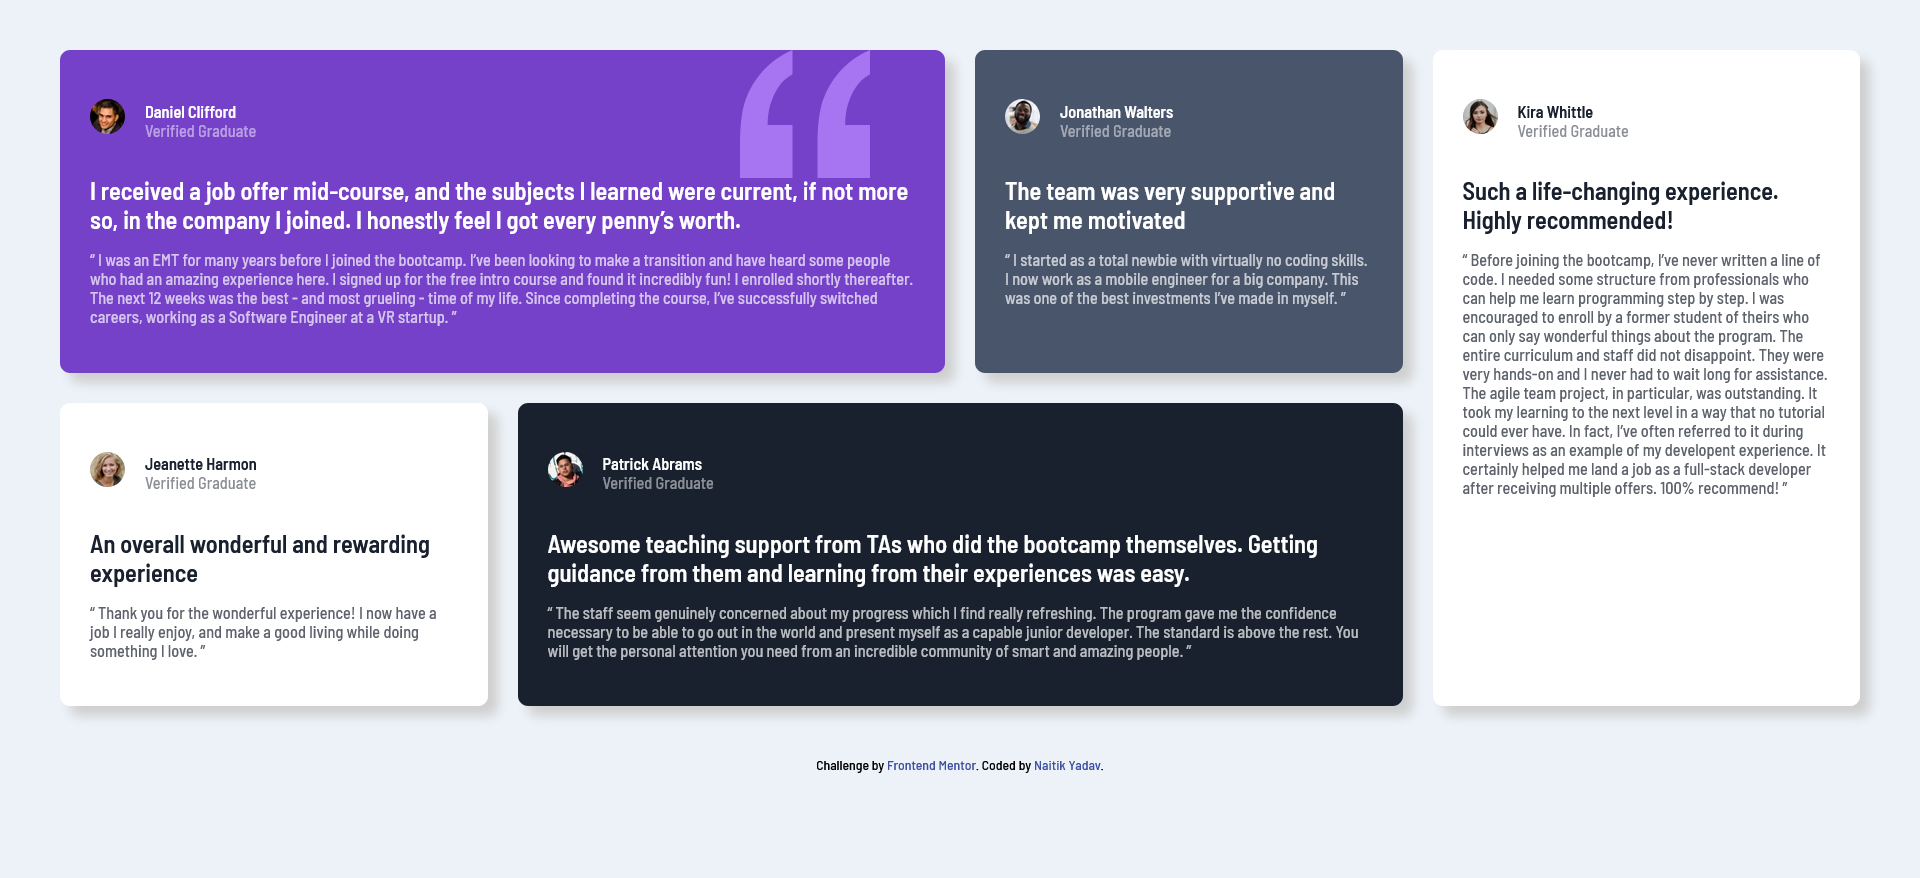 Daniel Clifford
Verified Graduate
I received a job offer mid-course, and the subjects I learned were current, if not more
so, in the company I joined. I honestly feel I got every penny’s worth.
“ I was an EMT for many years before I joined the bootcamp. I’ve been looking to make a transition and have heard some people
who had an amazing experience here. I signed up for the free intro course and found it incredibly fun! I enrolled shortly thereafter.
The next 12 weeks was the best - and most grueling - time of my life. Since completing the course, I’ve successfully switched
careers, working as a Software Engineer at a VR startup. ”
Jonathan Walters
Verified Graduate
The team was very supportive and
kept me motivated
“ I started as a total newbie with virtually no coding skills.
I now work as a mobile engineer for a big company. This
was one of the best investments I’ve made in myself. ”
Kira Whittle
Verified Graduate
Such a life-changing experience.
Highly recommended!
“ Before joining the bootcamp, I’ve never written a line of
code. I needed some structure from professionals who
can help me learn programming step by step. I was
encouraged to enroll by a former student of theirs who
can only say wonderful things about the program. The
entire curriculum and staff did not disappoint. They were
very hands-on and I never had to wait long for assistance.
The agile team project, in particular, was outstanding. It
took my learning to the next level in a way that no tutorial
could ever have. In fact, I’ve often referred to it during
interviews as an example of my developent experience. It
certainly helped me land a job as a full-stack developer
after receiving multiple offers. 100% recommend! ”
Jeanette Harmon
Verified Graduate
An overall wonderful and rewarding
experience
“ Thank you for the wonderful experience! I now have a
job I really enjoy, and make a good living while doing
something I love. ”
Patrick Abrams
Verified Graduate
Awesome teaching support from TAs who did the bootcamp themselves. Getting
guidance from them and learning from their experiences was easy.
“ The staff seem genuinely concerned about my progress which I find really refreshing. The program gave me the confidence
necessary to be able to go out in the world and present myself as a capable junior developer. The standard is above the rest. You
will get the personal attention you need from an incredible community of smart and amazing people. ”
Challenge by Frontend Mentor. Coded by Naitik Yadav.